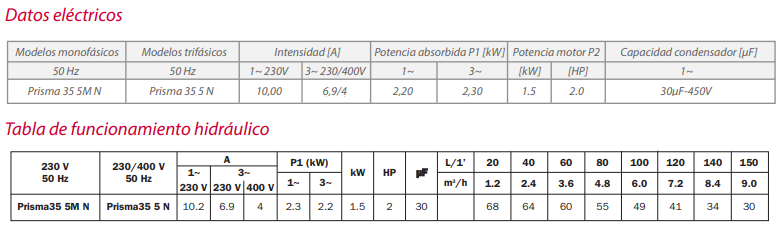 Datos eléctricos
Modelos monofásicos Modelos trifásicos Intensidad [A] Potencia absorbida P1 [kW] Potencia motor P2 Capacidad condensador [µF]
50 Hz 50 Hz 1~ 230V 3~ 230/400V 1~ 3~ [kW] [HP] 1~
Prisma 35 5M N Prisma 35 5 N 10,00 6,9/4 2,20 2,30 1.5 2.0 30µF-450V
Tabla de funcionamiento hidráulico
230 V 50 Hz 230/400 V 50 Hz A P1 (kW) kW HP µF L/1' 20 40 60 80 100 120 140 150
1~ 230 V 3~ 230 V 400 V 1~ 3~ m³/h 1.2 2.4 3.6 4.8 6.0 7.2 8.4 9.0
Prisma35 5M N Prisma35 5 N 10.2 6.9 4 2.3 2.2 1.5 2 30 68 64 60 55 49 41 34 30